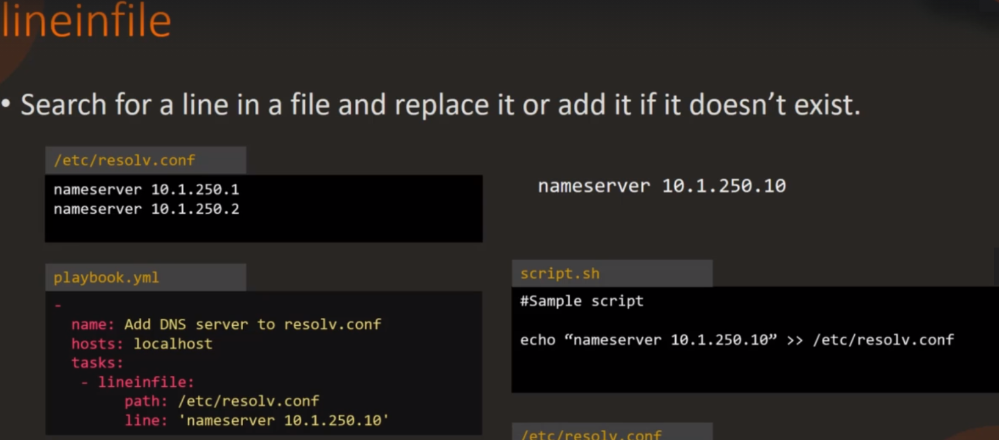 lineinfile
• Search for a line in a file and replace it or add it if it doesn’t exist.
/etc/resolv.conf
nameserver 10.1.250.1
nameserver 10.1.250.2
nameserver 10.1.250.10
playbook.yml
-
name: Add DNS server to resolv.conf
hosts: localhost
tasks:
- lineinfile:
path: /etc/resolv.conf
line: 'nameserver 10.1.250.10'
script.sh
#Sample script
echo “nameserver 10.1.250.10” >> /etc/resolv.conf
/etc/resolv.conf